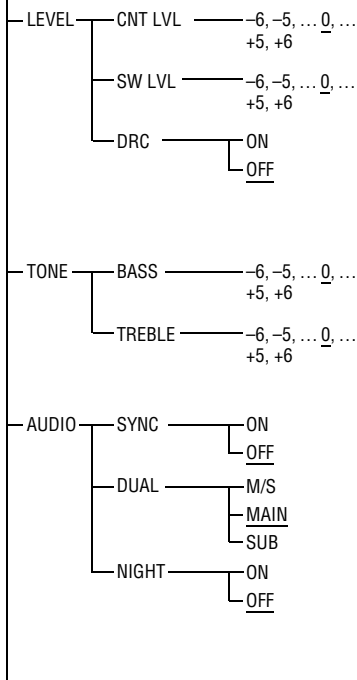 LEVEL CNT LVL –6, –5, … 0, …
+5, +6
SW LVL –6, –5, … 0, …
+5, +6
DRC ON
OFF
TONE BASS –6, –5, … 0, …
+5, +6
TREBLE –6, –5, … 0, …
+5, +6
AUDIO SYNC ON
OFF
DUAL M/S
MAIN
SUB
NIGHT ON
OFF